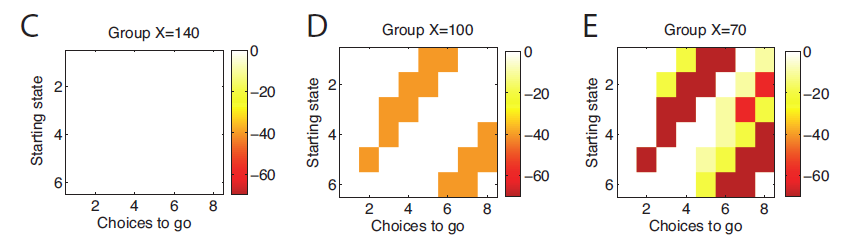 C
Group X=140
Starting state
2
4
6
2 4 6 8
Choices to go
0
−20
−40
−60
D
Group X=100
Starting state
2
4
6
2 4 6 8
Choices to go
0
−20
−40
−60
E
Group X=70
Starting state
2
4
6
2 4 6 8
Choices to go
0
−20
−40
−60